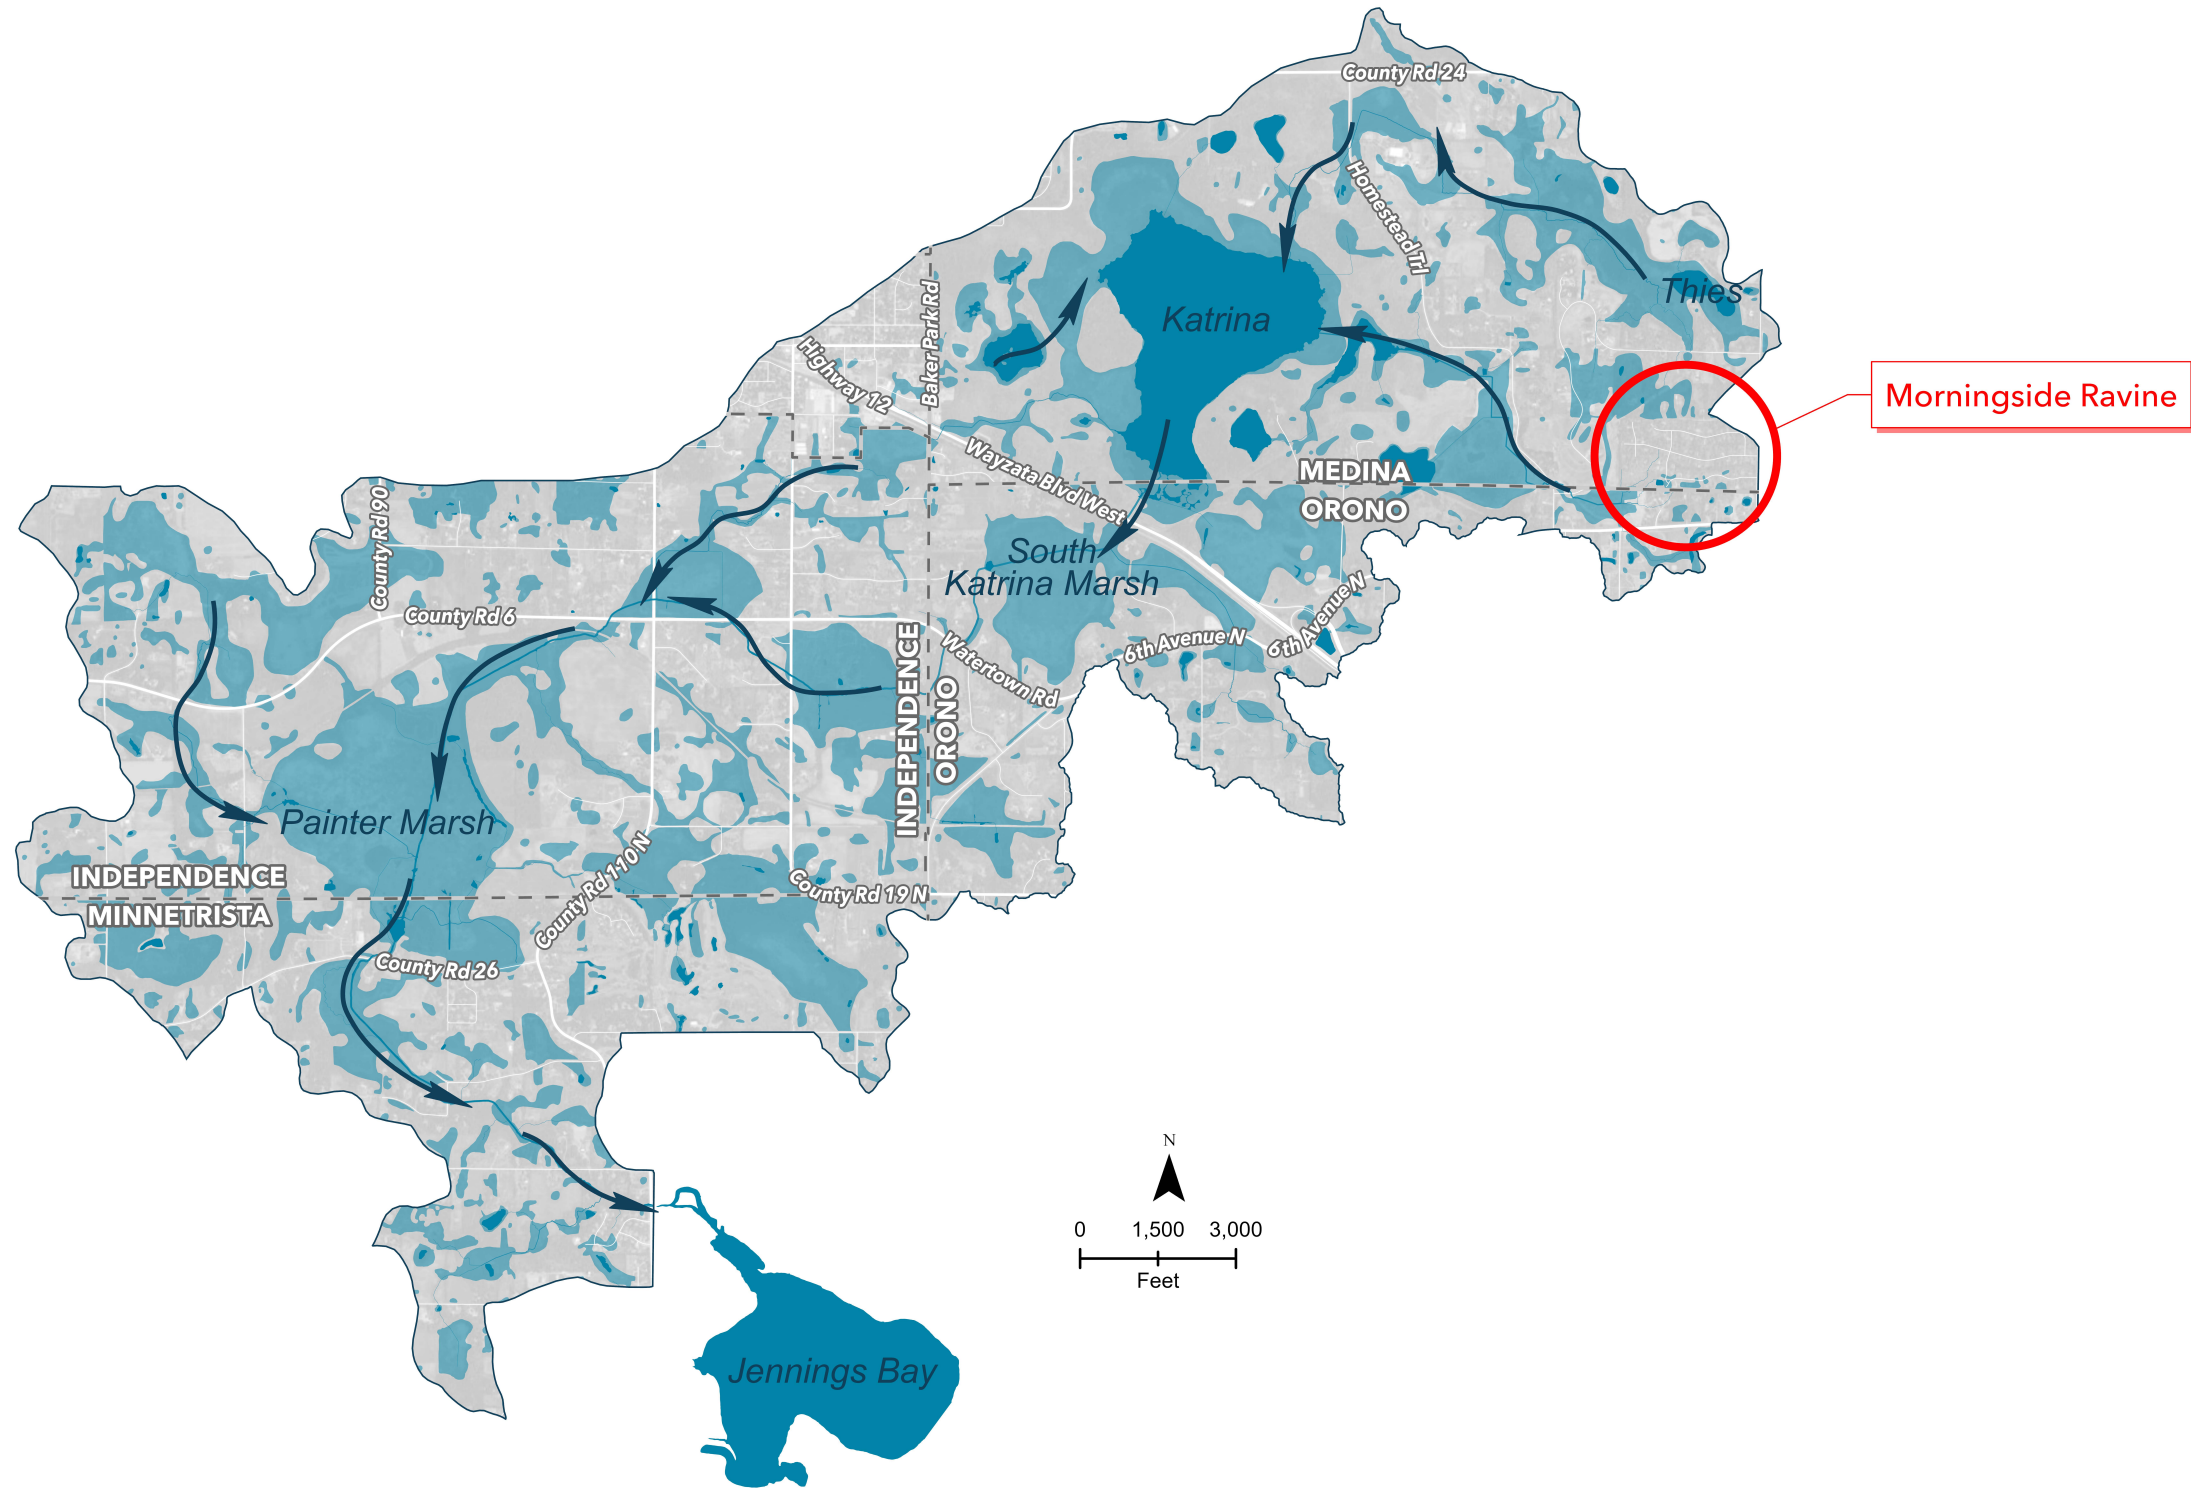 County Rd 24
Homestead Trl
Thies
Katrina
Baker Park Rd
Highway 12
Morningside Ravine
Wayzata Blvd West
MEDINA
ORONO
County Rd 90
South
Katrina Marsh
County Rd 6
6th Avenue N
6th Avenue N
Watertown Rd
INDEPENDENCE
ORONO
Painter Marsh
County Rd 110 N
INDEPENDENCE
MINNETRISTA
County Rd 19 N
County Rd 26
N
0 1,500 3,000
Feet
Jennings Bay